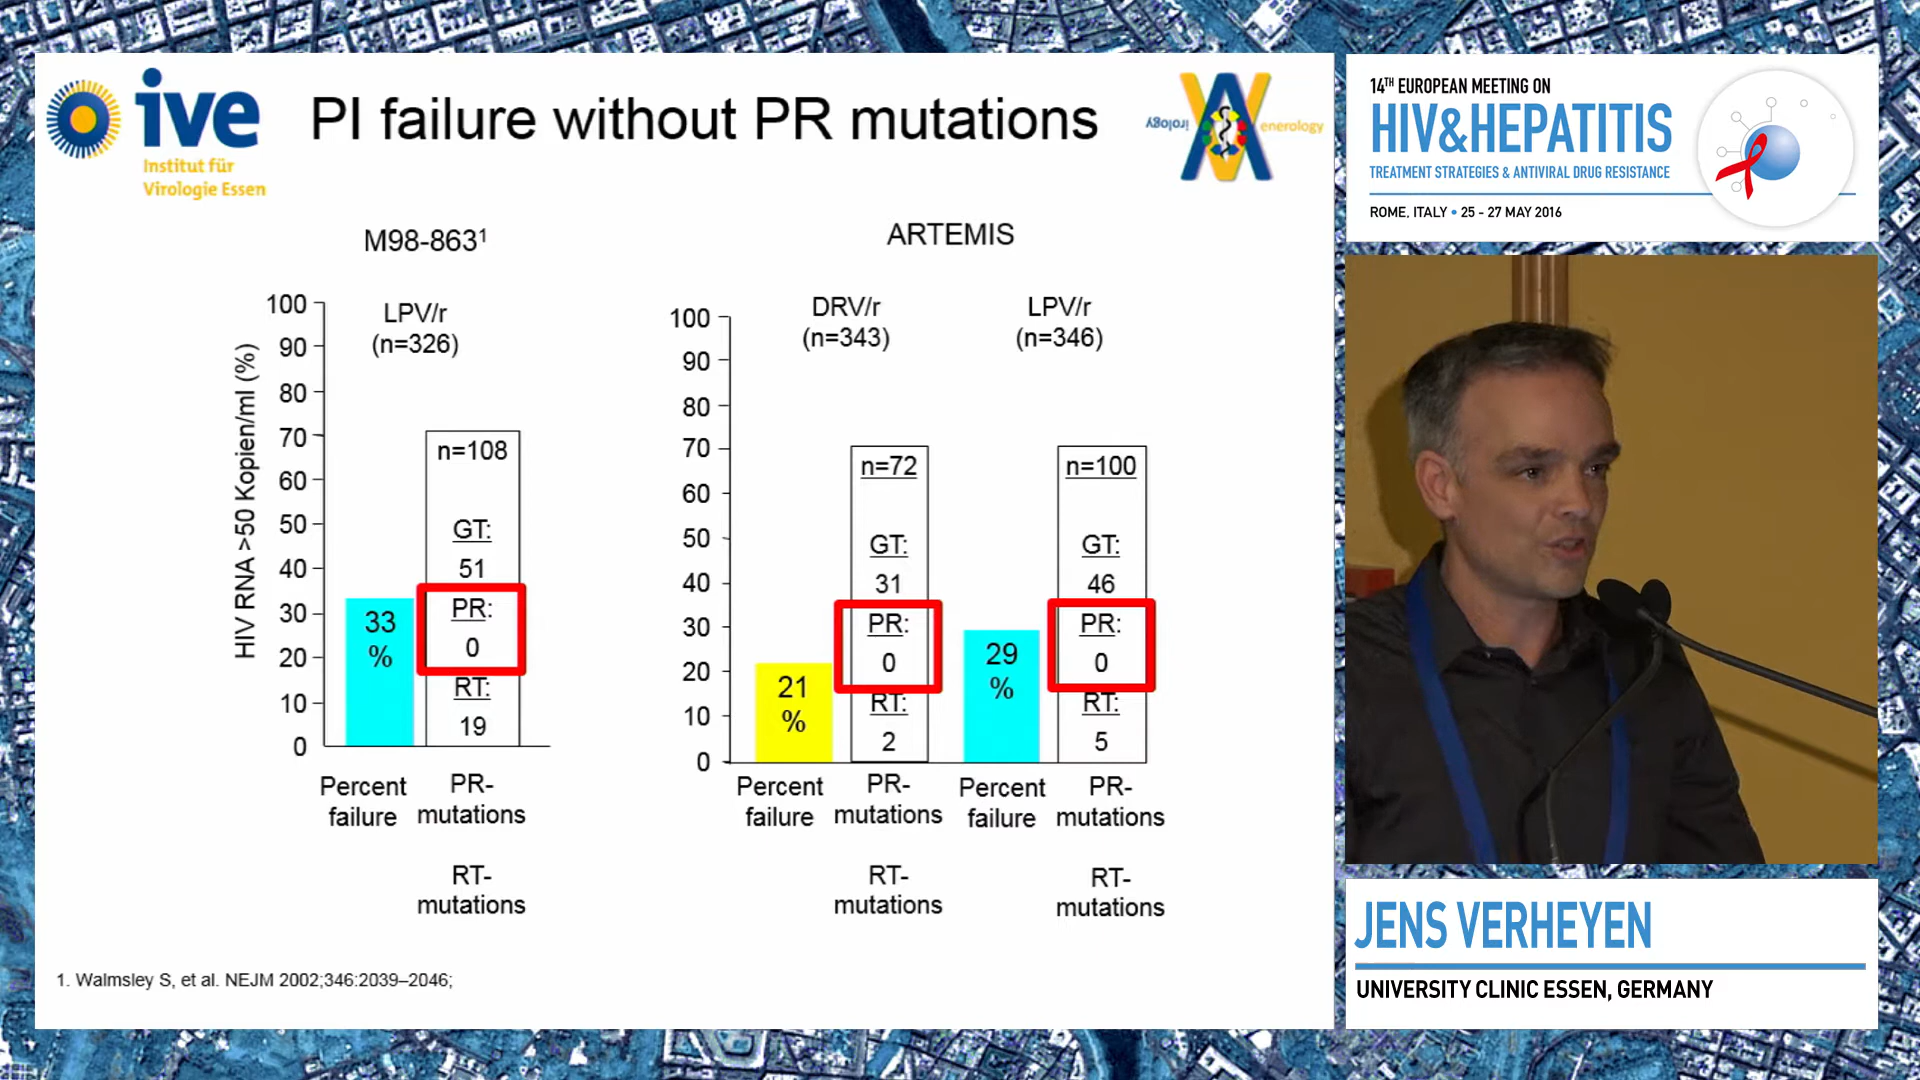 ive
Institut für
Virologie Essen
PI failure without PR mutations
Virology
enerology
M98-863¹
LPV/r
(n=326)
HIV RNA >50 Kopien/ml (%)
100
90
80
70
60
50
40
30
20
10
0
33
%
n=108
GT:
51
PR:
0
RT:
19
Percent
failure
PR-
mutations
RT-
mutations
ARTEMIS
DRV/r
(n=343)
LPV/r
(n=346)
100
90
80
70
60
50
40
30
20
10
0
21
%
n=72
GT:
31
PR:
0
RT:
2
29
%
n=100
GT:
46
PR:
0
RT:
5
Percent
failure
PR-
mutations
Percent
failure
PR-
mutations
RT-
mutations
RT-
mutations
1. Walmsley S, et al. NEJM 2002;346:2039–2046;
14TH EUROPEAN MEETING ON
HIV&HEPATITIS
TREATMENT STRATEGIES & ANTIVIRAL DRUG RESISTANCE
ROME, ITALY • 25 - 27 MAY 2016
JENS VERHEYEN
UNIVERSITY CLINIC ESSEN, GERMANY